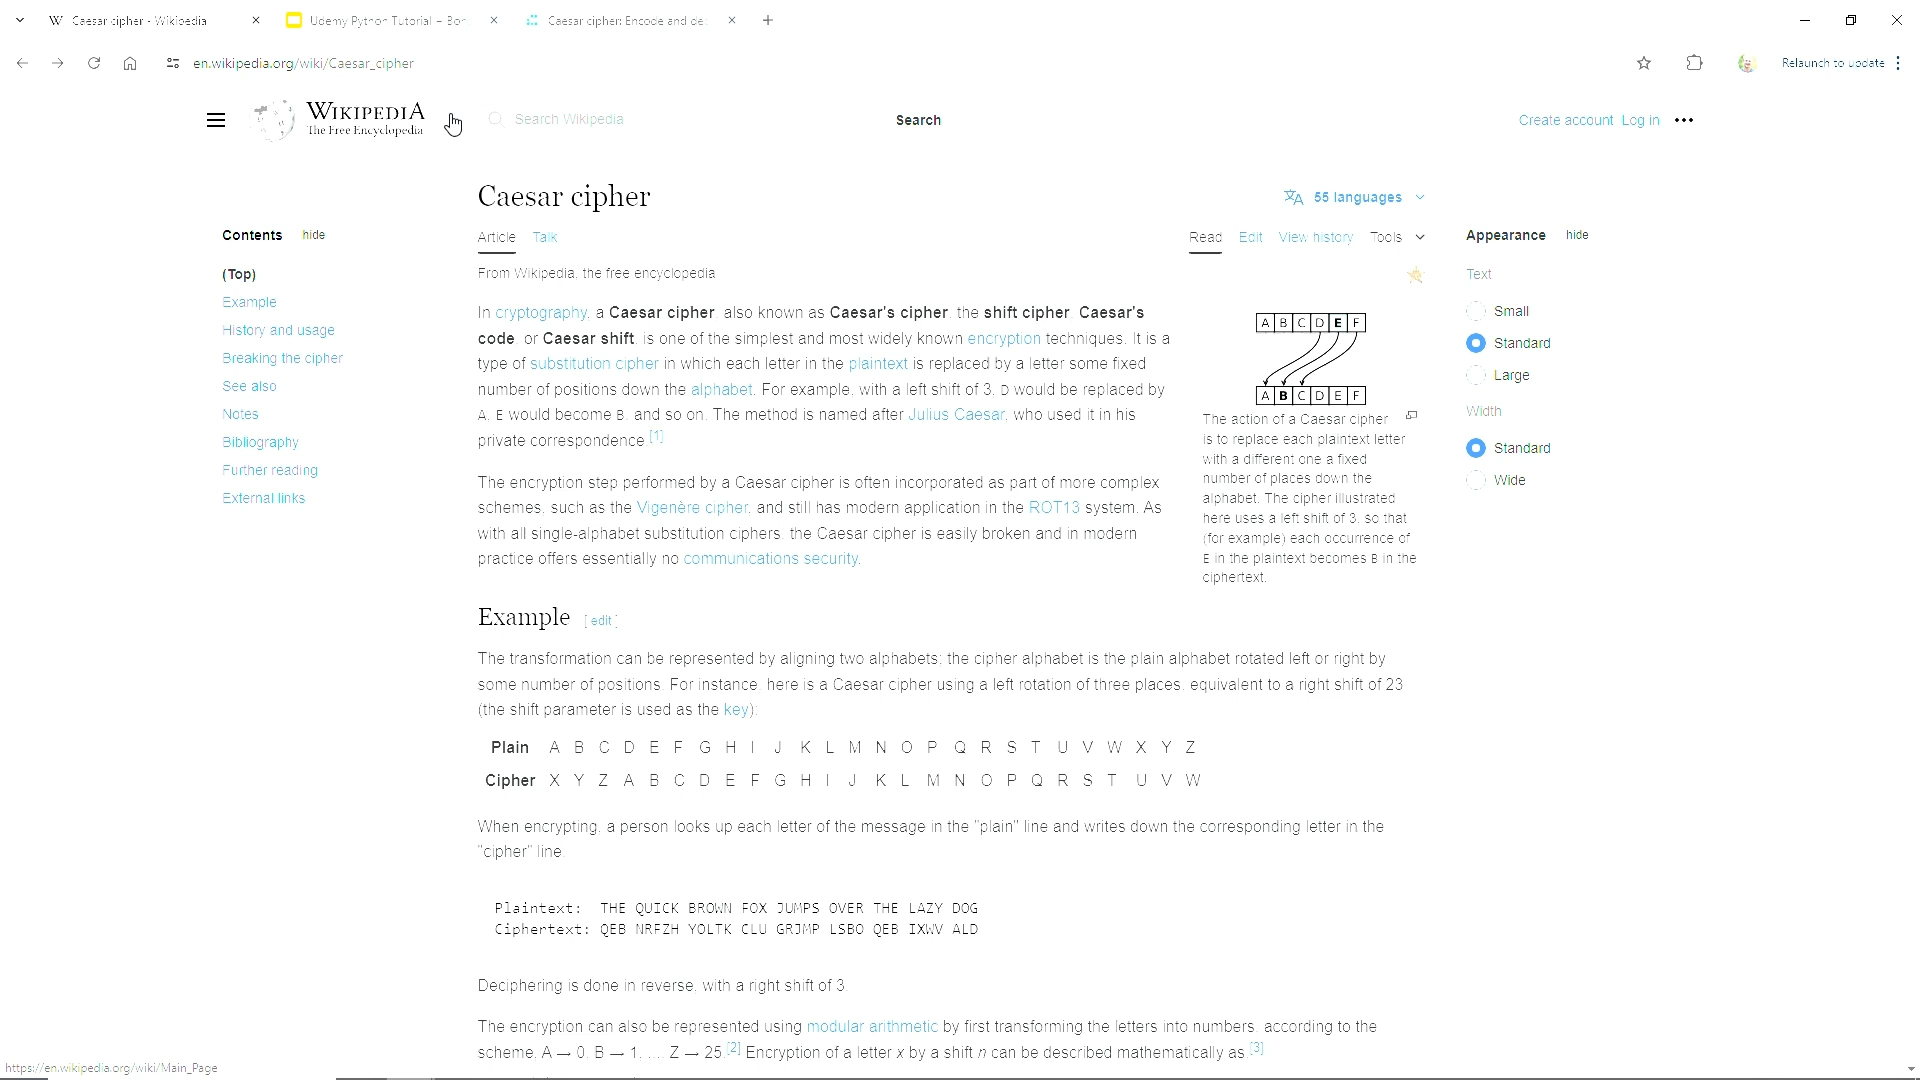 Caesar cipher - Wikipedia
Udemy Python Tutorial – Bon
Caesar cipher: Encode and de
en.wikipedia.org/wiki/Caesar_cipher
Relaunch to update
WIKIPEDIA
The Free Encyclopedia
Search Wikipedia
Search
Create account Log in
Caesar cipher
55 languages
Contents hide
Article Talk
Read Edit View history Tools
Appearance hide
(Top)
Example
History and usage
Breaking the cipher
See also
Notes
Bibliography
Further reading
External links
From Wikipedia, the free encyclopedia
In cryptography, a Caesar cipher, also known as Caesar's cipher, the shift cipher, Caesar's
code, or Caesar shift, is one of the simplest and most widely known encryption techniques. It is a
type of substitution cipher in which each letter in the plaintext is replaced by a letter some fixed
number of positions down the alphabet. For example, with a left shift of 3, D would be replaced by
A, E would become B, and so on. The method is named after Julius Caesar, who used it in his
private correspondence.[1]
The encryption step performed by a Caesar cipher is often incorporated as part of more complex
schemes, such as the Vigenère cipher, and still has modern application in the ROT13 system. As
with all single-alphabet substitution ciphers, the Caesar cipher is easily broken and in modern
practice offers essentially no communications security.
A B C D E F
A B C D E F
The action of a Caesar cipher
is to replace each plaintext letter
with a different one a fixed
number of places down the
alphabet. The cipher illustrated
here uses a left shift of 3, so that
(for example) each occurrence of
E in the plaintext becomes B in the
ciphertext.
Text
Small
Standard
Large
Width
Standard
Wide
Example [ edit ]
The transformation can be represented by aligning two alphabets; the cipher alphabet is the plain alphabet rotated left or right by
some number of positions. For instance, here is a Caesar cipher using a left rotation of three places, equivalent to a right shift of 23
(the shift parameter is used as the key):
Plain A B C D E F G H I J K L M N O P Q R S T U V W X Y Z
Cipher X Y Z A B C D E F G H I J K L M N O P Q R S T U V W
When encrypting, a person looks up each letter of the message in the "plain" line and writes down the corresponding letter in the
"cipher" line.
Plaintext: THE QUICK BROWN FOX JUMPS OVER THE LAZY DOG
Ciphertext: QEB NRFZH YOLTK CLU GRJMP LSBO QEB IXWV ALD
Deciphering is done in reverse, with a right shift of 3.
The encryption can also be represented using modular arithmetic by first transforming the letters into numbers, according to the
scheme, A → 0, B → 1, ..., Z → 25.[2] Encryption of a letter x by a shift n can be described mathematically as,[3]
https://en.wikipedia.org/wiki/Main_Page